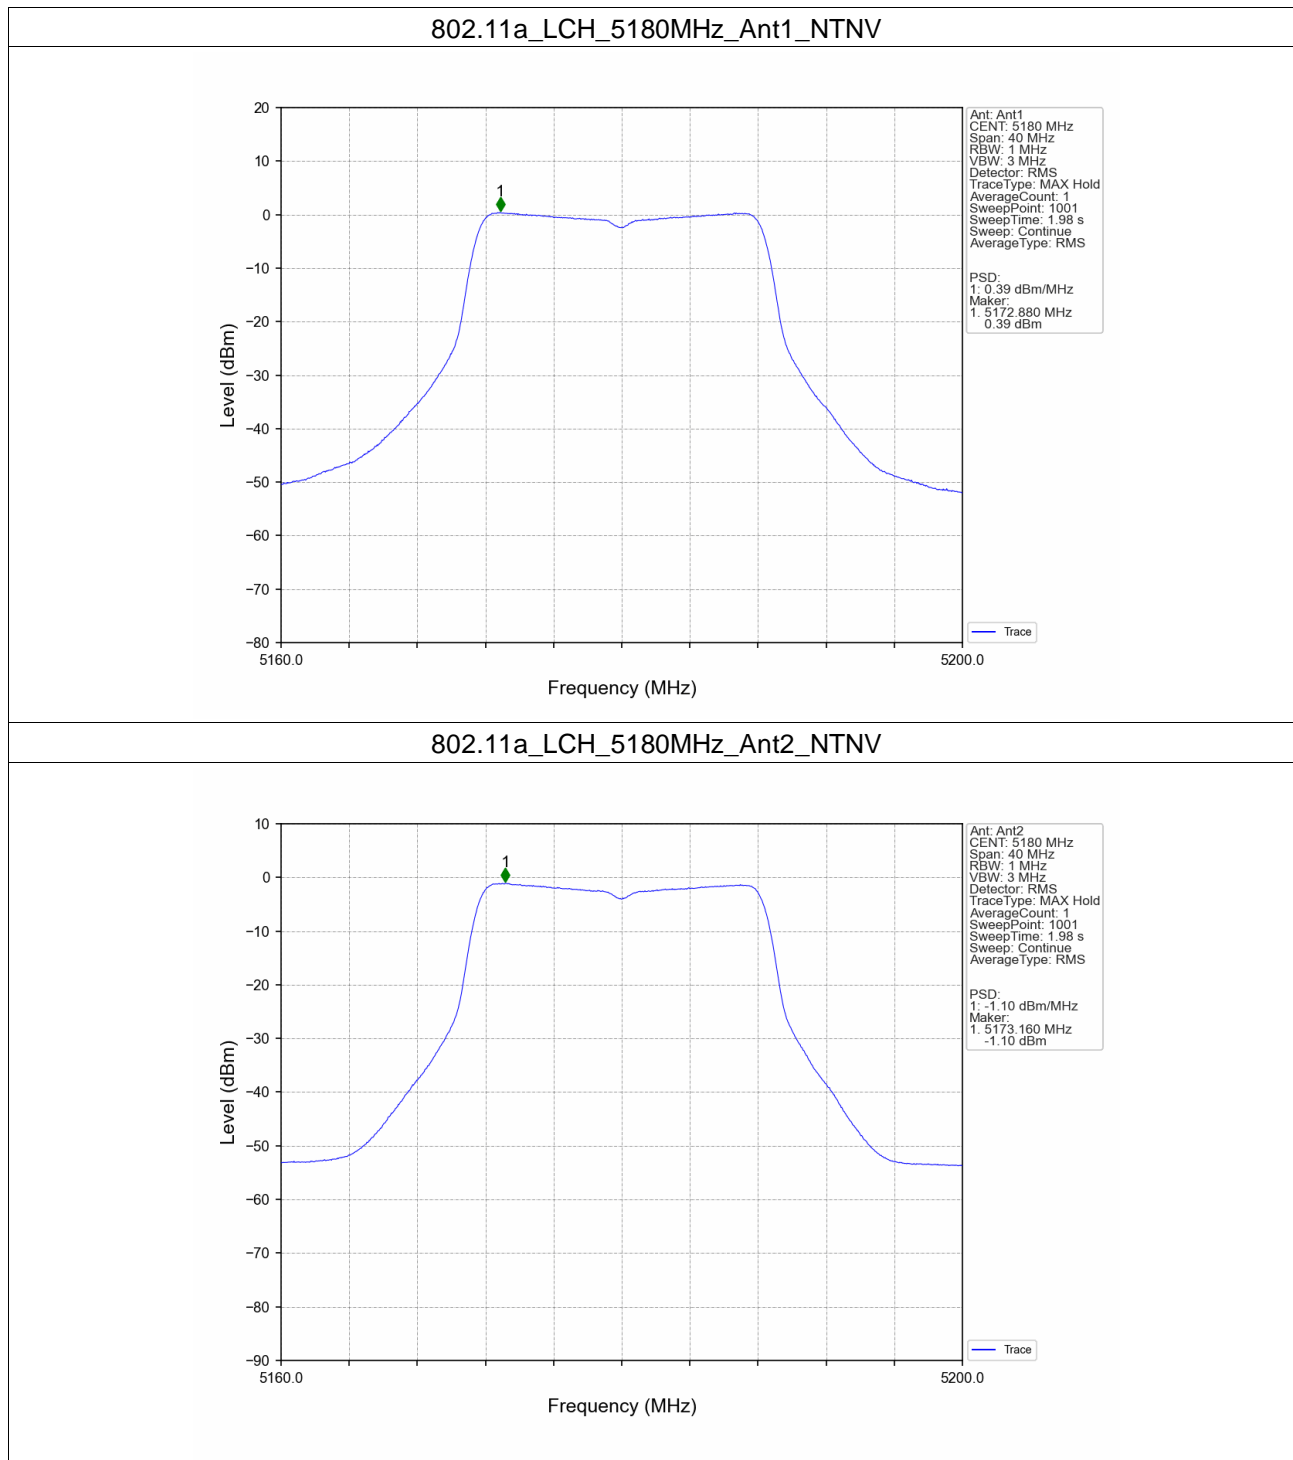 802.11a_LCH_5180MHz_Ant1_NTNV
20
10
0
−10
−20
−30
−40
−50
−60
−70
−80
Level (dBm)
1
5160.0
5200.0
Frequency (MHz)
Ant: Ant1
CENT: 5180 MHz
Span: 40 MHz
RBW: 1 MHz
VBW: 3 MHz
Detector: RMS
TraceType: MAX Hold
AverageCount: 1
SweepPoint: 1001
SweepTime: 1.98 s
Sweep: Continue
AverageType: RMS
PSD:
1: 0.39 dBm/MHz
Maker:
1. 5172.880 MHz
0.39 dBm
Trace
802.11a_LCH_5180MHz_Ant2_NTNV
10
0
−10
−20
−30
−40
−50
−60
−70
−80
−90
Level (dBm)
1
5160.0
5200.0
Frequency (MHz)
Ant: Ant2
CENT: 5180 MHz
Span: 40 MHz
RBW: 1 MHz
VBW: 3 MHz
Detector: RMS
TraceType: MAX Hold
AverageCount: 1
SweepPoint: 1001
SweepTime: 1.98 s
Sweep: Continue
AverageType: RMS
PSD:
1: -1.10 dBm/MHz
Maker:
1. 5173.160 MHz
-1.10 dBm
Trace